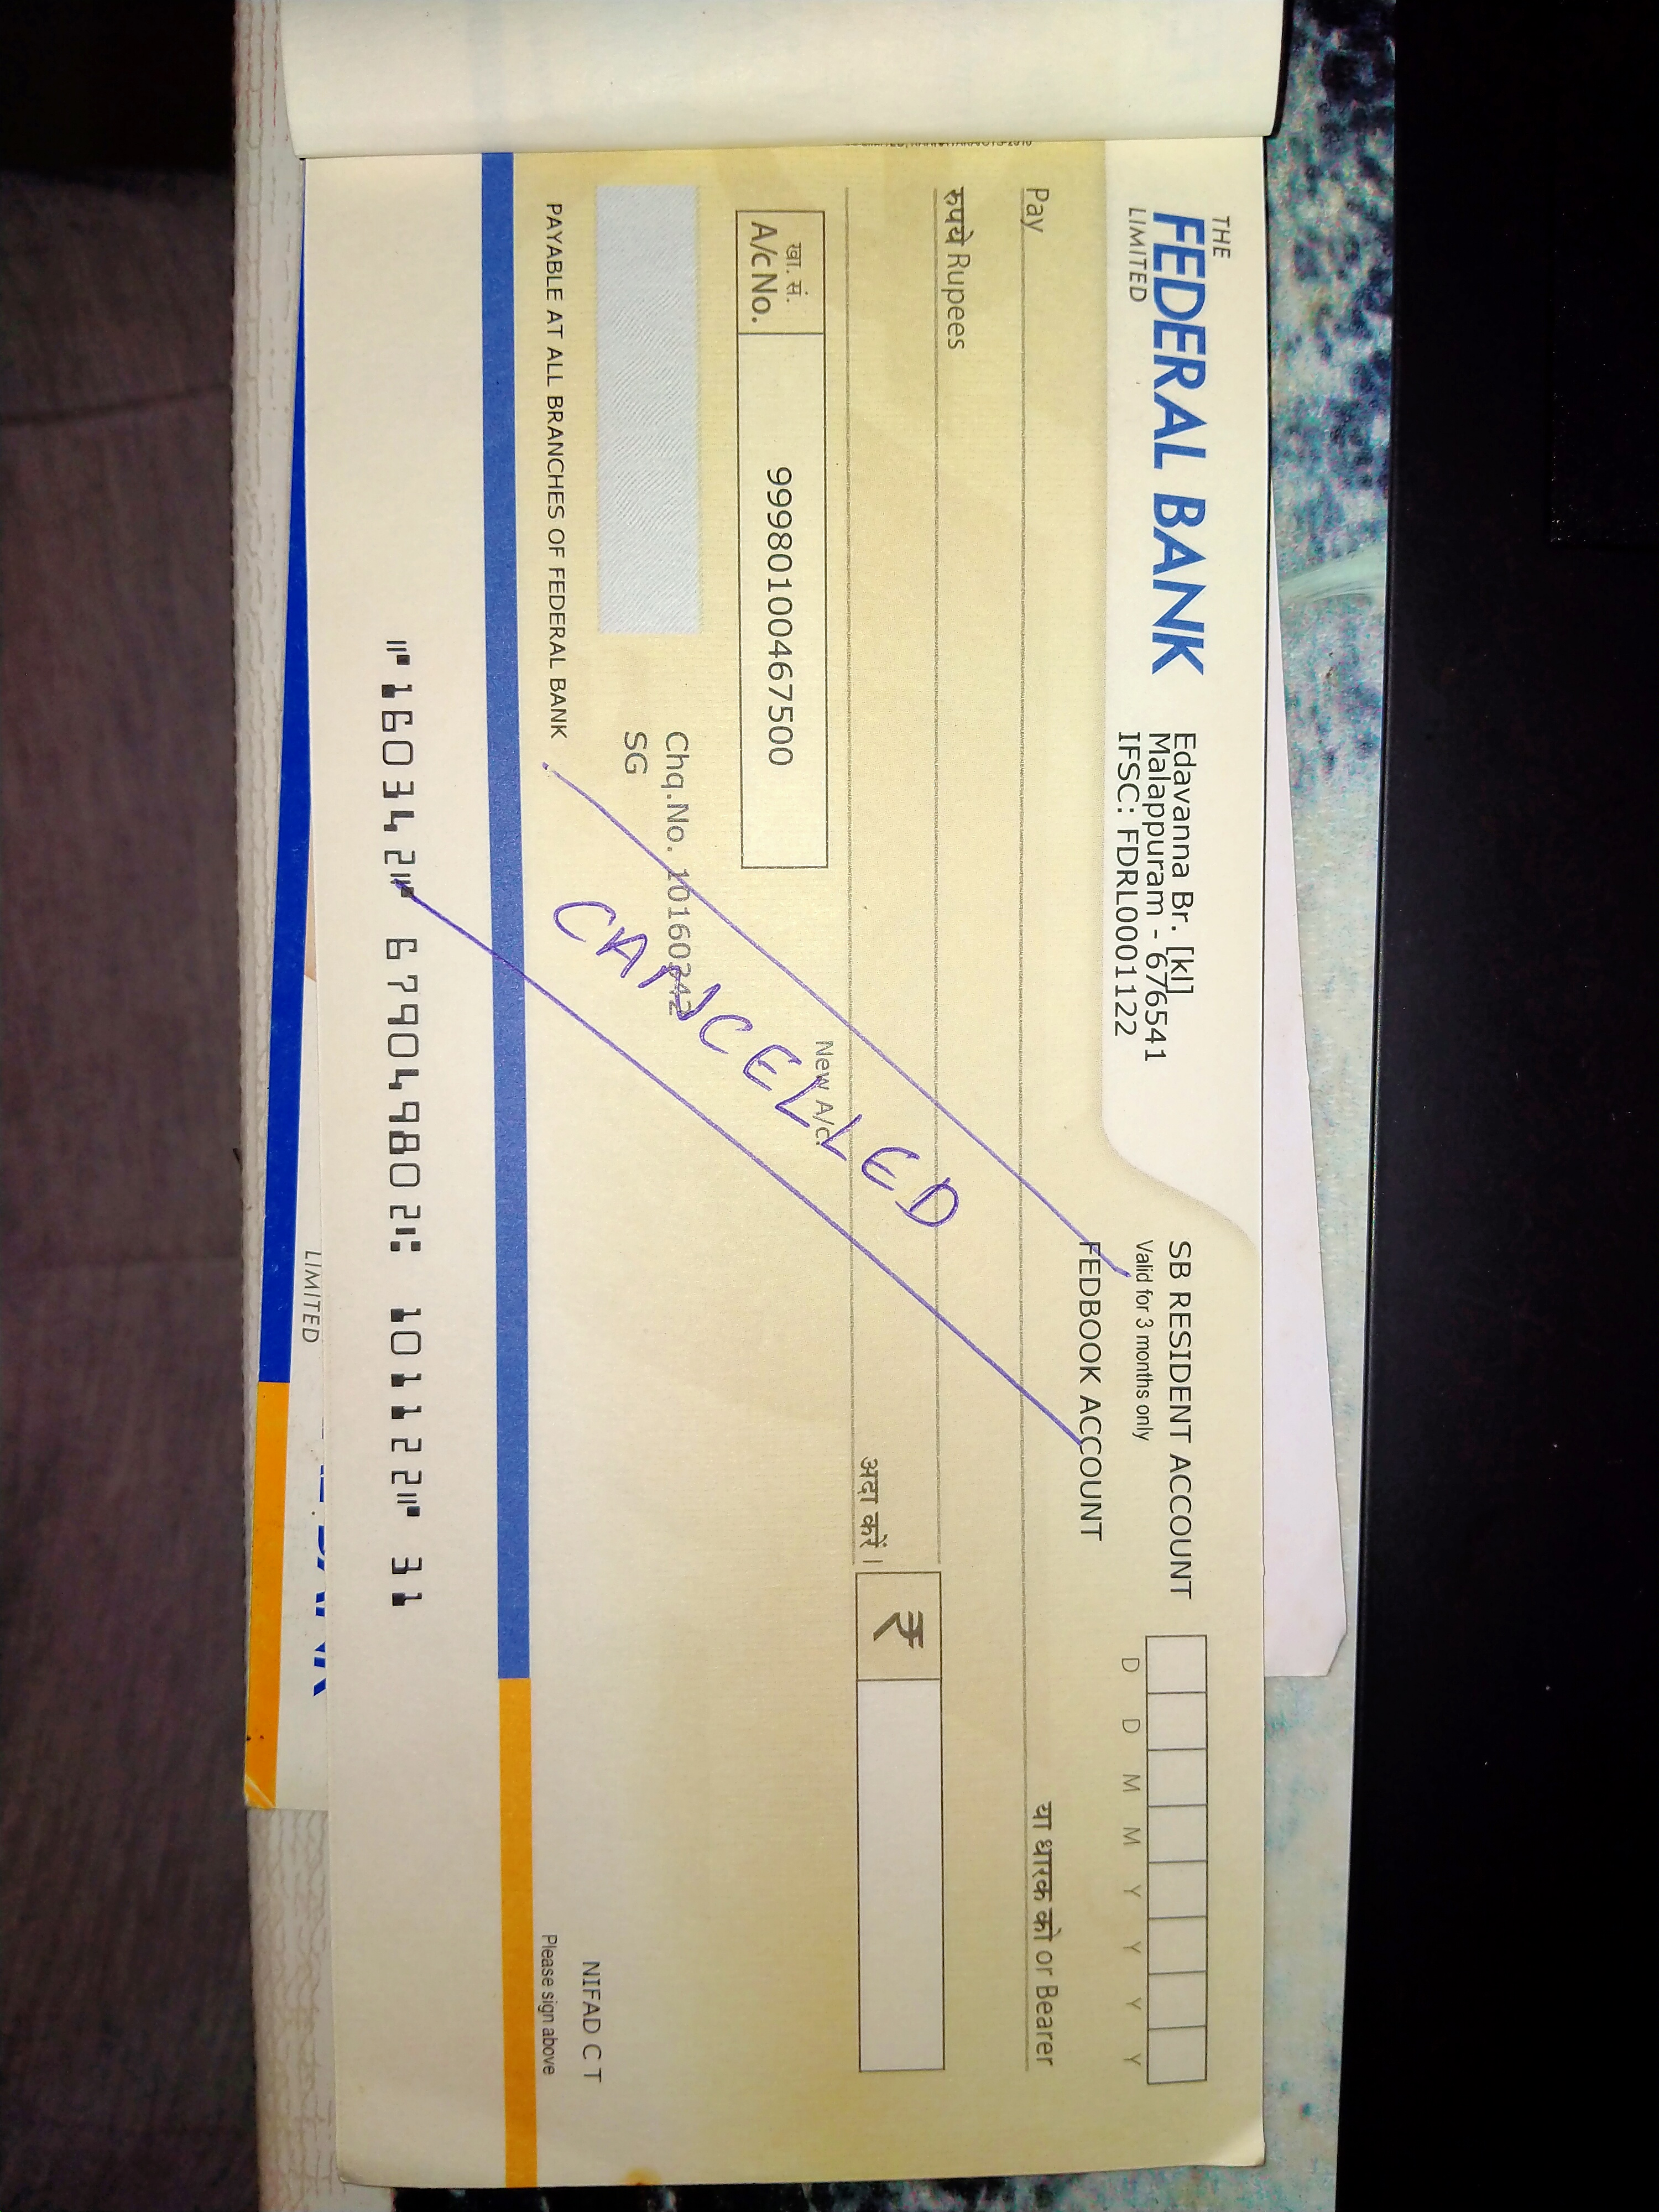 THE
FEDERAL BANK
LIMITED
Edavanna Br. [kl]
Malappuram - 676541
IFSC: FDRL0001122
SB RESIDENT ACCOUNT
Valid for 3 months only
FEDBOOK ACCOUNT
D D M M Y Y Y Y
Pay
या धारक को or Bearer
रुपये Rupees
अदा करें।
₹
खा. सं.
A/c No.
99980100467500
New A/c.
CANCELLED
Chq.No. 10160342
SG
NIFAD C T
Please sign above
PAYABLE AT ALL BRANCHES OF FEDERAL BANK
⑈160342⑈ 679049802⑆ 101122⑈ 31
LIMITED